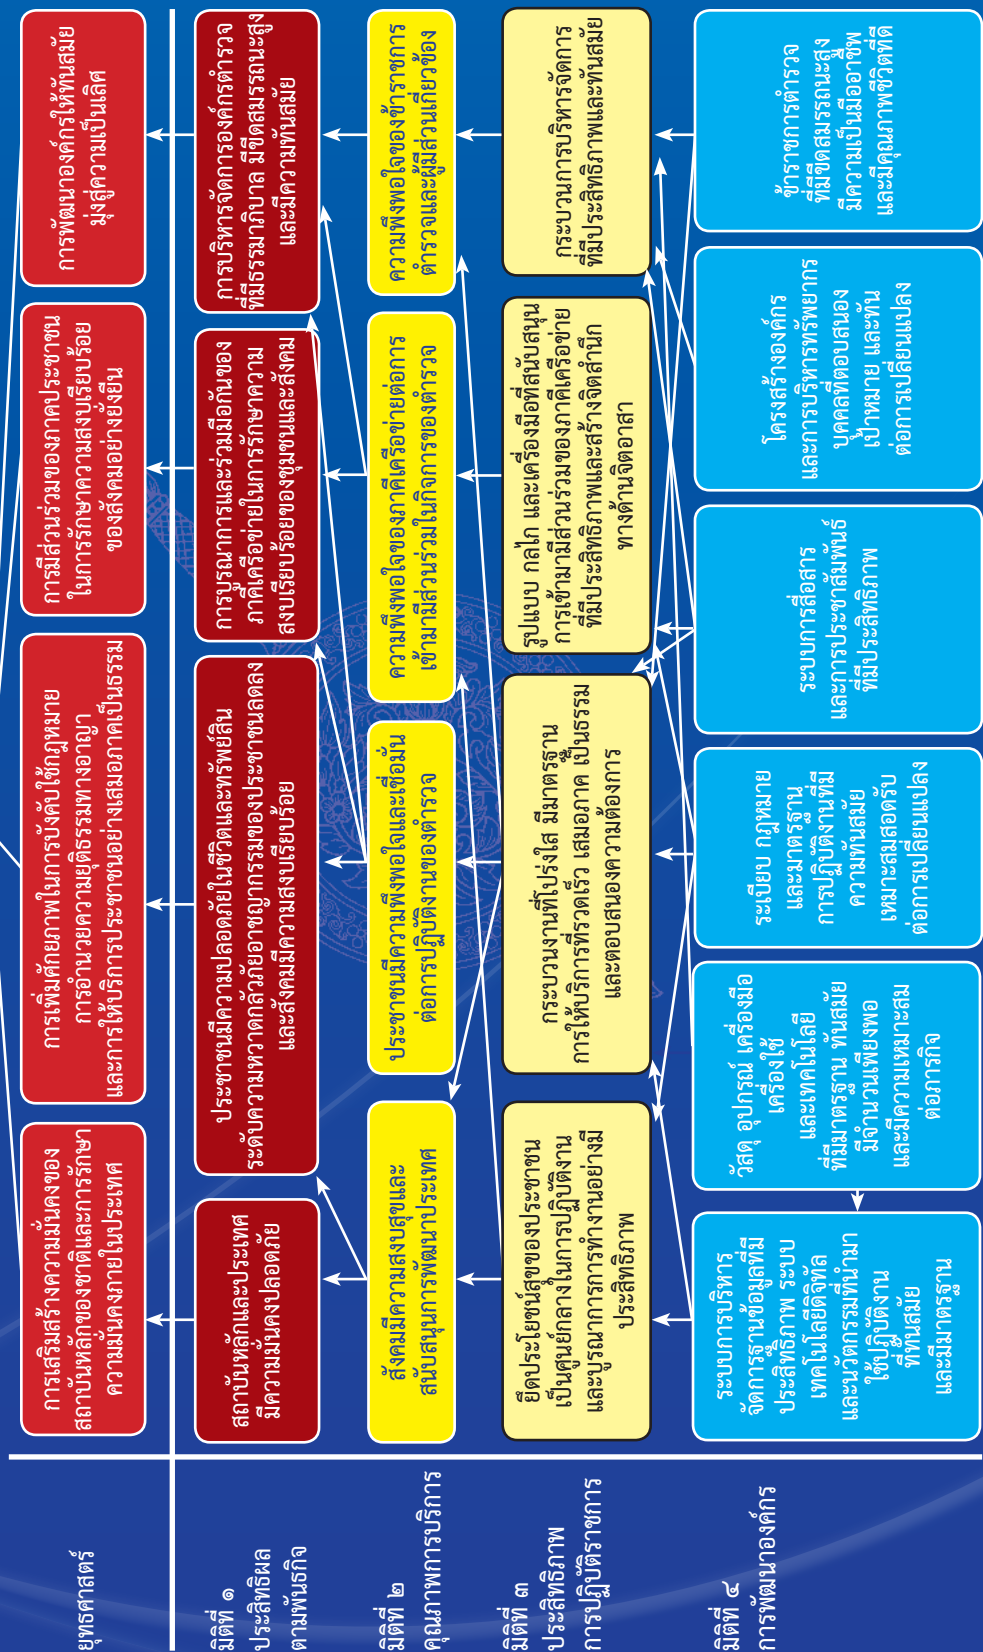 ยุทธศาสตร์
การเสริมสร้างความมั่นคงของ
สถาบันหลักของชาติและการรักษา
ความมั่นคงภายในประเทศ
การเพิ่มศักยภาพในการบังคับใช้กฎหมาย
การอำนวยความยุติธรรมทางอาญา
และการให้บริการประชาชนอย่างเสมอภาคเป็นธรรม
การมีส่วนร่วมของภาคประชาชน
ในการรักษาความสงบเรียบร้อย
ของสังคมอย่างยั่งยืน
การพัฒนาองค์กรให้ทันสมัย
มุ่งสู่ความเป็นเลิศ
มิติที่ ๑
ประสิทธิผล
ตามพันธกิจ
สถาบันหลักและประเทศ
มีความมั่นคงปลอดภัย
ประชาชนมีความปลอดภัยในชีวิตและทรัพย์สิน
ระดับความหวาดกลัวภัยอาชญากรรมของประชาชนลดลง
และสังคมมีความสงบเรียบร้อย
การบูรณาการและร่วมมือกันของ
ภาคีเครือข่ายในการรักษาความ
สงบเรียบร้อยของชุมชนและสังคม
การบริหารจัดการองค์กรตำรวจ
ที่มีธรรมาภิบาล มีขีดสมรรถนะสูง
และมีความทันสมัย
มิติที่ ๒
คุณภาพการบริการ
สังคมมีความสงบสุขและ
สนับสนุนการพัฒนาประเทศ
ประชาชนมีความพึงพอใจและเชื่อมั่น
ต่อการปฏิบัติงานของตำรวจ
ความพึงพอใจของภาคีเครือข่ายต่อการ
เข้ามามีส่วนร่วมในกิจการของตำรวจ
ความพึงพอใจของข้าราชการ
ตำรวจและผู้มีส่วนเกี่ยวข้อง
มิติที่ ๓
ประสิทธิภาพ
การปฏิบัติราชการ
ยึดประโยชน์สุขของประชาชน
เป็นศูนย์กลางในการปฏิบัติงาน
และบูรณาการการทำงานอย่างมี
ประสิทธิภาพ
กระบวนงานที่โปร่งใส มีมาตรฐาน
การให้บริการที่รวดเร็ว เสมอภาค เป็นธรรม
และตอบสนองความต้องการ
รูปแบบ กลไก และเครื่องมือที่สนับสนุน
การเข้ามามีส่วนร่วมของภาคีเครือข่าย
ที่มีประสิทธิภาพและสร้างจิตสำนึก
ทางด้านจิตอาสา
กระบวนการบริหารจัดการ
ที่มีประสิทธิภาพและทันสมัย
มิติที่ ๔
การพัฒนาองค์กร
ระบบการบริหาร
จัดการฐานข้อมูลที่มี
ประสิทธิภาพ ระบบ
เทคโนโลยีดิจิทัล
และนวัตกรรมที่นำมา
ใช้ปฏิบัติงาน
ที่ทันสมัย
และมีมาตรฐาน
วัสดุ อุปกรณ์ เครื่องมือ
เครื่องใช้
และเทคโนโลยี
ที่มีมาตรฐาน ทันสมัย
มีจำนวนเพียงพอ
และมีความเหมาะสม
ต่อภารกิจ
ระเบียบ กฎหมาย
และมาตรฐาน
การปฏิบัติงานที่มี
ความทันสมัย
เหมาะสมสอดรับ
ต่อการเปลี่ยนแปลง
ระบบการสื่อสาร
และการประชาสัมพันธ์
ที่มีประสิทธิภาพ
โครงสร้างองค์กร
และการบริหารทรัพยากร
บุคคลที่ตอบสนอง
เป้าหมาย และทัน
ต่อการเปลี่ยนแปลง
ข้าราชการตำรวจ
ที่มีขีดสมรรถนะสูง
มีความเป็นมืออาชีพ
และมีคุณภาพชีวิตที่ดี